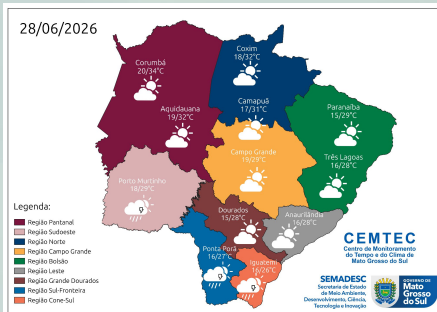 28/06/2026
Corumbá
20/34°C
Coxim
18/32°C
Aquidauana
19/32°C
Camapuã
17/31°C
Paranaíba
15/29°C
Campo Grande
19/29°C
Três Lagoas
16/28°C
Porto Murtinho
18/29°C
Dourados
15/28°C
Anaurilândia
16/28°C
Ponta Porã
16/27°C
Iguatemi
16/26°C
Legenda:
Região Pantanal
Região Sudoeste
Região Norte
Região Campo Grande
Região Bolsão
Região Leste
Região Grande Dourados
Região Sul-Fronteira
Região Cone-Sul
CEMTEC
Centro de Monitoramento
do Tempo e do Clima de
Mato Grosso do Sul
SEMADESC
Secretaria de Estado
de Meio Ambiente,
Desenvolvimento, Ciência,
Tecnologia e Inovação
GOVERNO DE
Mato
Grosso
do Sul